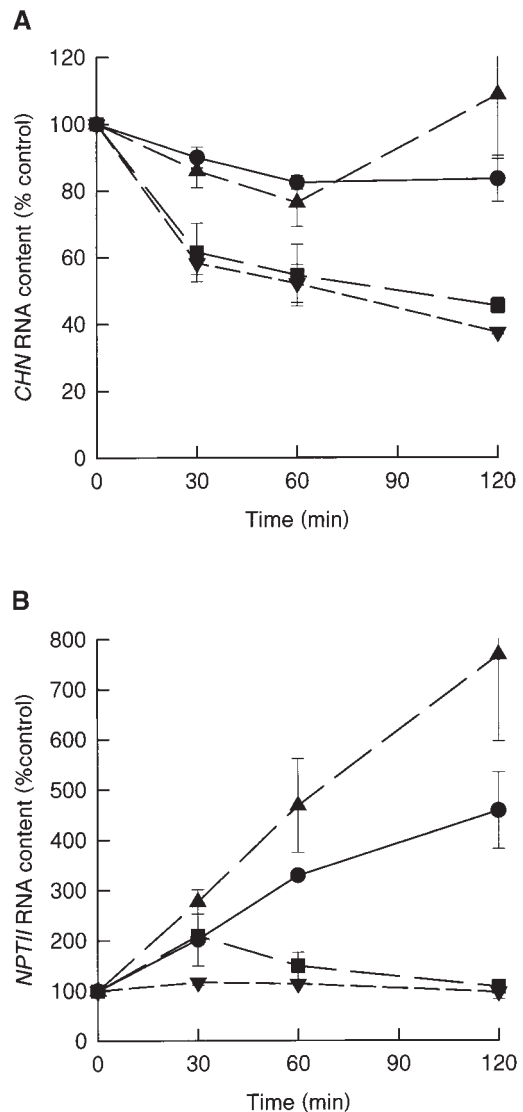 A
120
100
80
60
40
20
0
CHN RNA content (% control)
0 30 60 90 120
Time (min)
B
800
700
600
500
400
300
200
100
0
NPTII RNA content (%control)
0 30 60 90 120
Time (min)